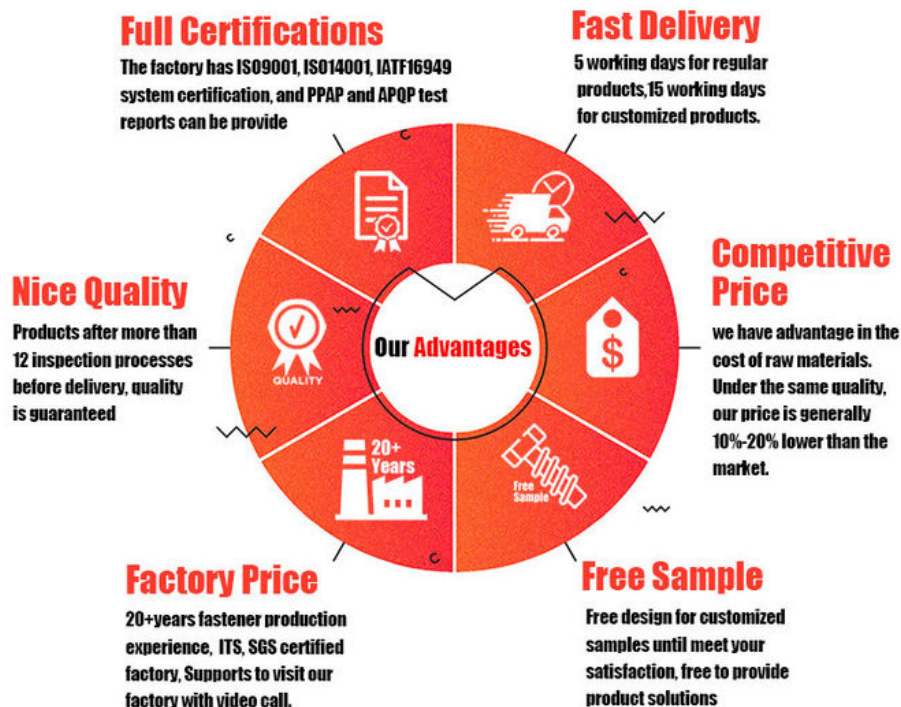 Full Certifications
The factory has ISO9001, ISO14001, IATF16949
system certification, and PPAP and APQP test
reports can be provide
Fast Delivery
5 working days for regular
products,15 working days
for customized products.
Nice Quality
Products after more than
12 inspection processes
before delivery, quality
is guaranteed
QUALITY
Our Advantages
$
Competitive
Price
we have advantage in the
cost of raw materials.
Under the same quality,
our price is generally
10%-20% lower than the
market.
20+
Years
Free
Sample
Factory Price
20+years fastener production
experience, ITS, SGS certified
factory, Supports to visit our
factory with video call.
Free Sample
Free design for customized
samples until meet your
satisfaction, free to provide
product solutions